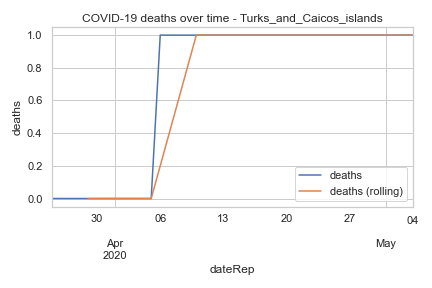 COVID-19 deaths over time - Turks_and_Caicos_islands
deaths
1.0
0.8
0.6
0.4
0.2
0.0
deaths
deaths (rolling)
30 06 13 20 27 04
Apr May
2020
dateRep